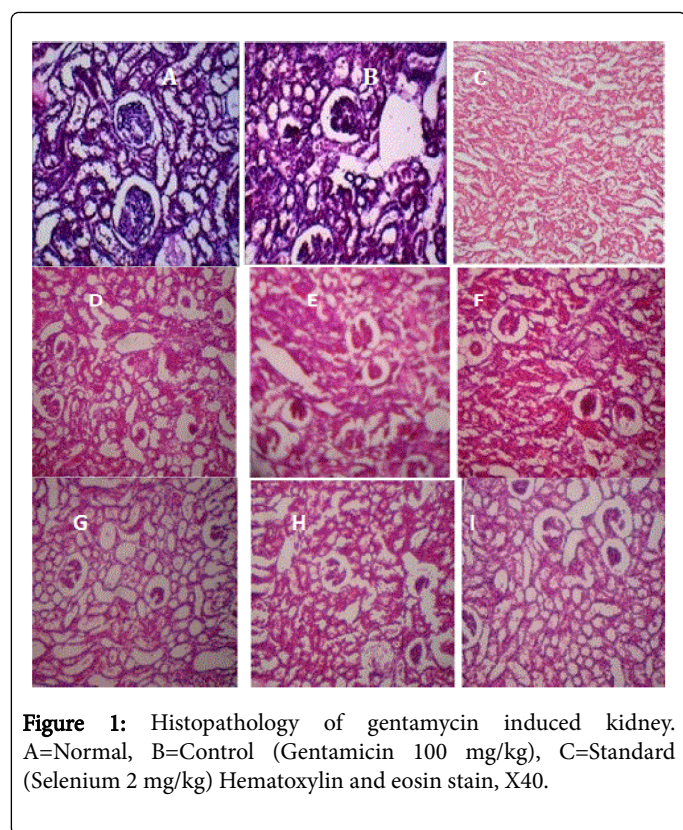 A B C
D E F
G H I
Figure 1: Histopathology of gentamycin induced kidney.
A=Normal, B=Control (Gentamicin 100 mg/kg), C=Standard
(Selenium 2 mg/kg) Hematoxylin and eosin stain, X40.